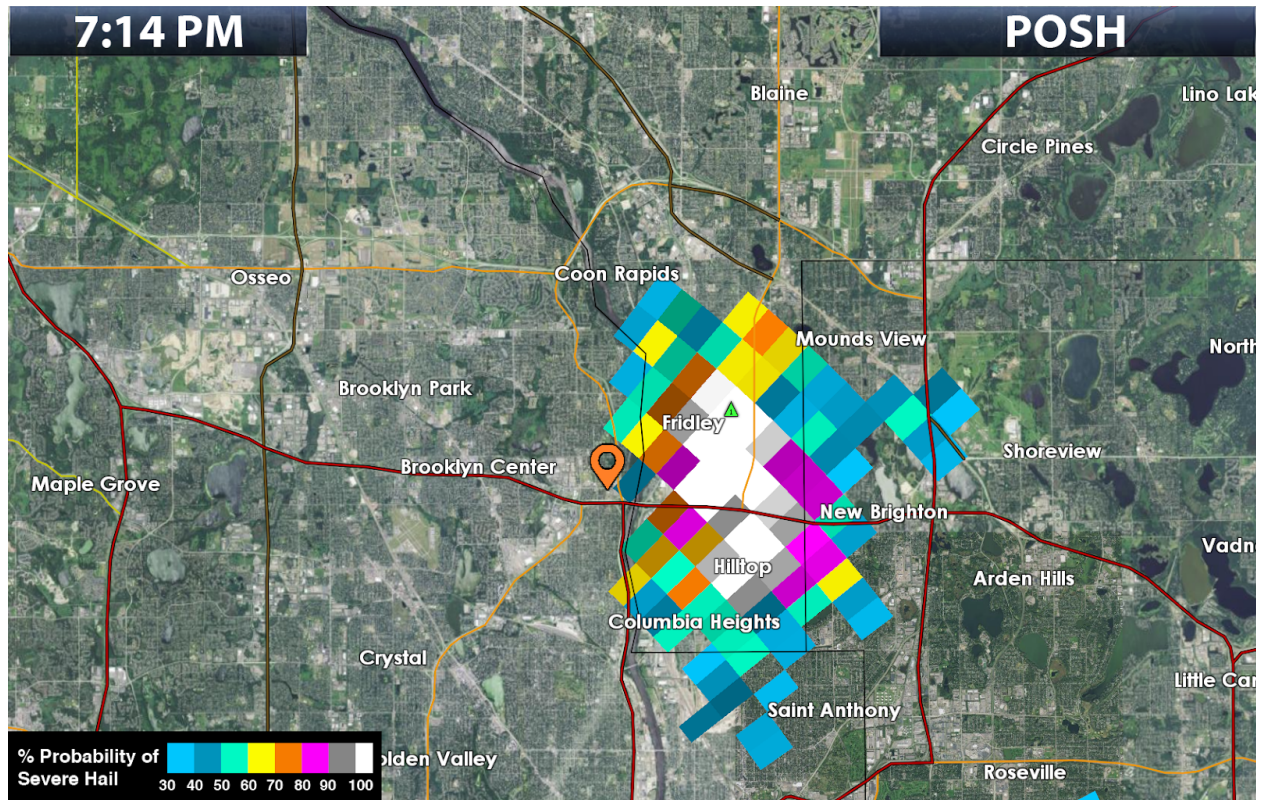 7:14 PM
POSH
Blaine
Lino Lak
Circle Pines
Coon Rapids
Osseo
Mounds View
North
Brooklyn Park
Fridley
Shoreview
Brooklyn Center
Maple Grove
New Brighton
Vadn
Hilltop
Arden Hills
Columbia Heights
Crystal
Little Can
Saint Anthony
olden Valley
Roseville
% Probability of
Severe Hail
30 40 50 60 70 80 90 100